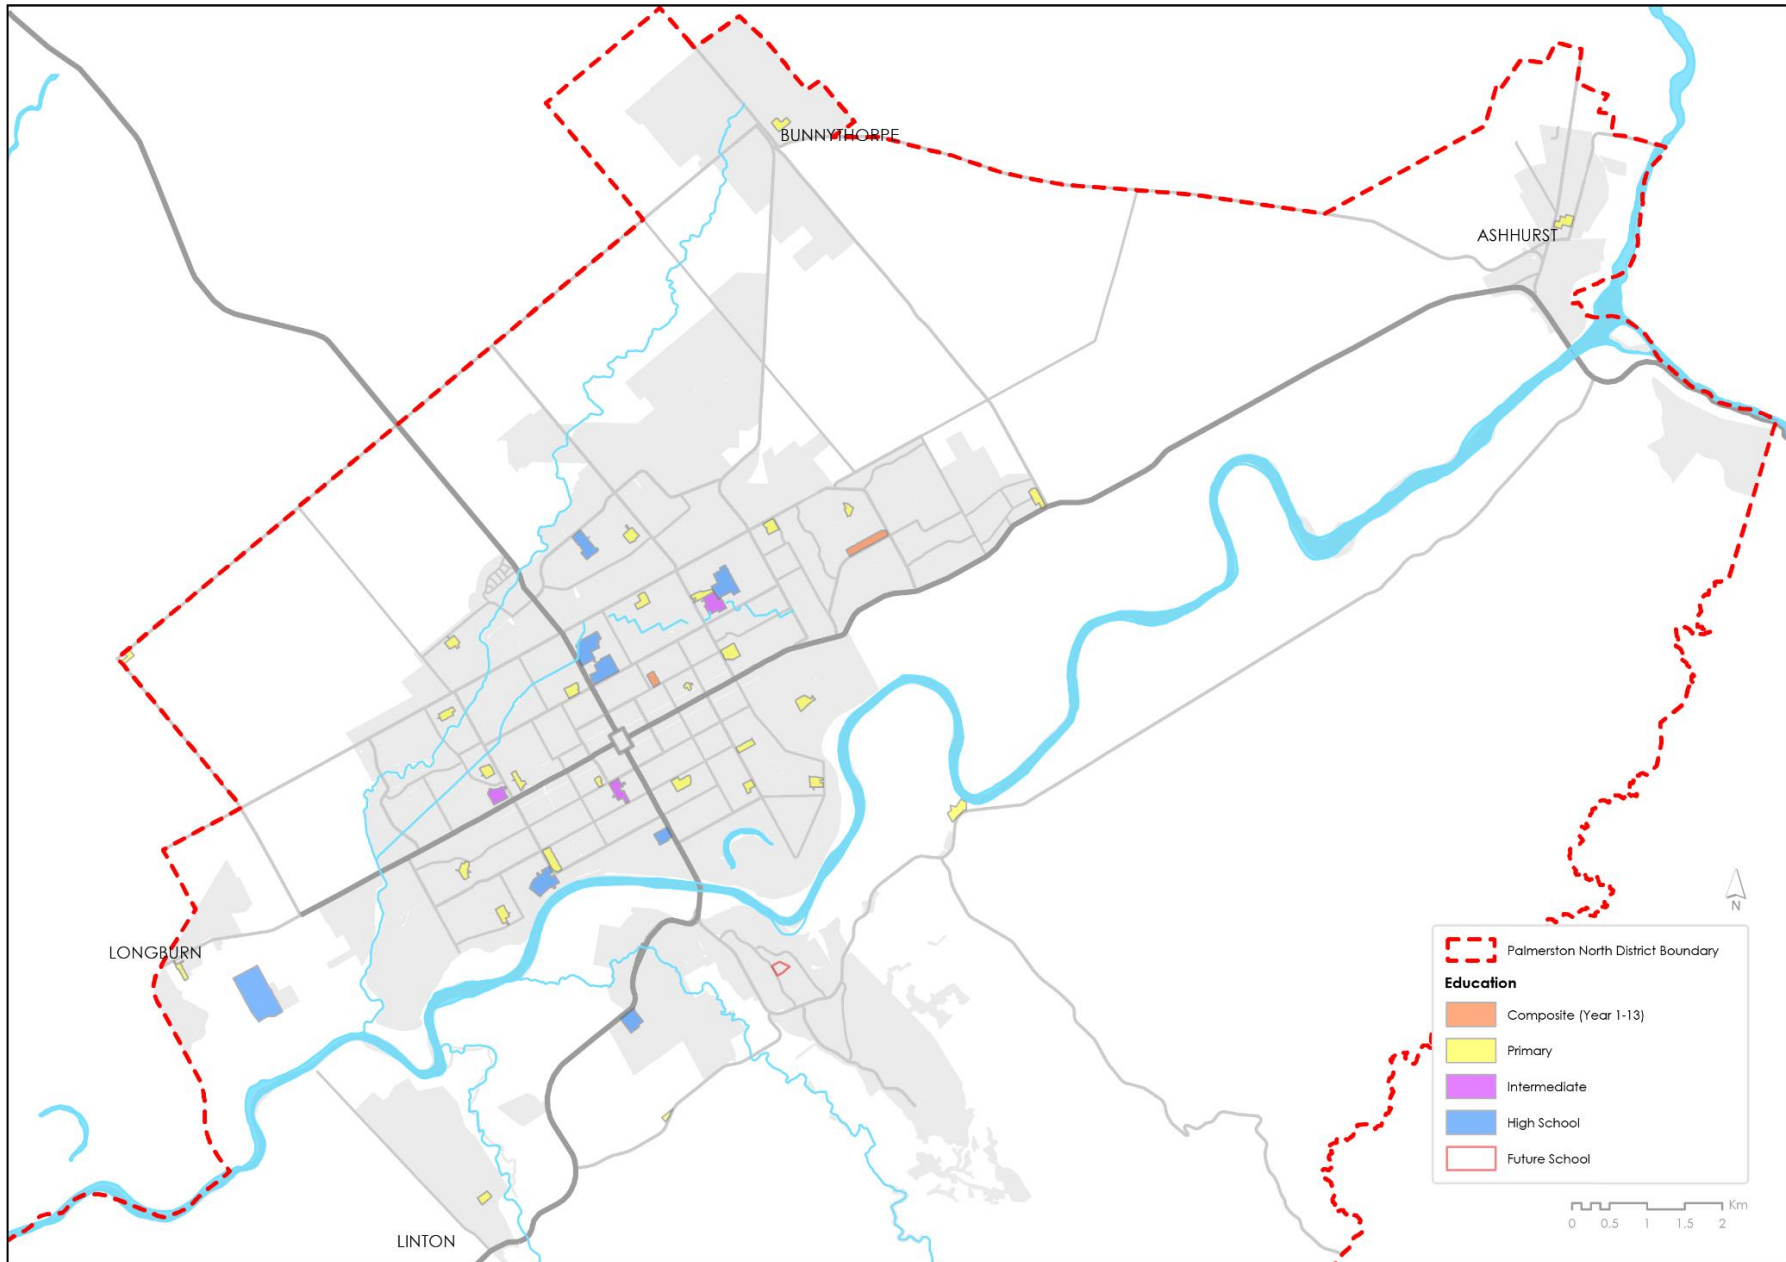 BUNNYTHORPE
ASHHURST
LONGBURN
LINTON
N
Palmerston North District Boundary
Education
Composite (Year 1-13)
Primary
Intermediate
High School
Future School
Km
0 0.5 1 1.5 2